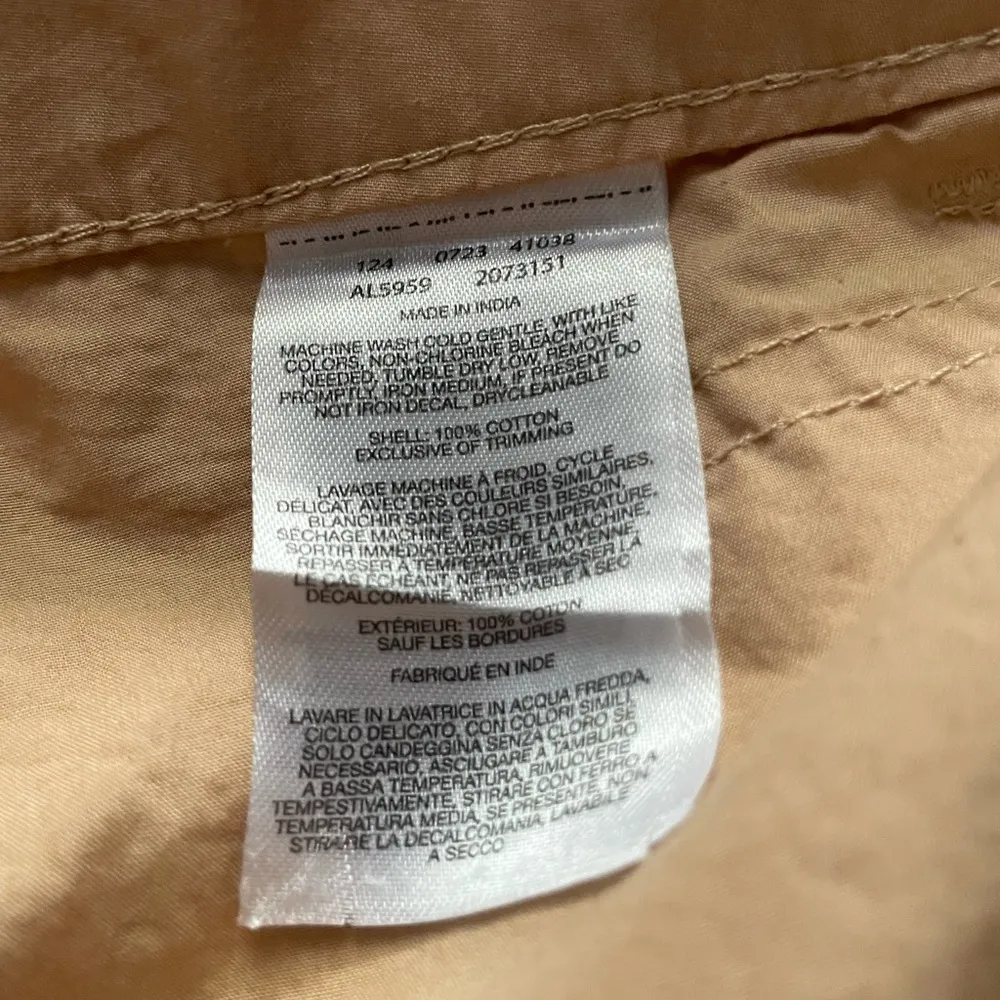 124 0723 41038
AL5959 2073151
MADE IN INDIA
MACHINE WASH COLD GENTLE, WITH LIKE
COLORS, NON-CHLORINE BLEACH WHEN
NEEDED, TUMBLE DRY LOW, REMOVE
PROMPTLY, IRON MEDIUM, IF PRESENT DO
NOT IRON DECAL, DRYCLEANABLE
SHELL: 100% COTTON
EXCLUSIVE OF TRIMMING
LAVAGE MACHINE À FROID, CYCLE
DÉLICAT, AVEC DES COULEURS SIMILAIRES,
BLANCHIR SANS CHLORE SI BESOIN,
SÉCHAGE MACHINE, BASSE TEMPÉRATURE,
SORTIR IMMÉDIATEMENT DE LA MACHINE,
REPASSER À TEMPÉRATURE MOYENNE,
LE CAS ÉCHÉANT, NE PAS REPASSER LA
DÉCALCOMANIE, NETTOYABLE À SEC
EXTÉRIEUR: 100% COTON
SAUF LES BORDURES
FABRIQUÉ EN INDE
LAVARE IN LAVATRICE IN ACQUA FREDDA,
CICLO DELICATO, CON COLORI SIMILI,
SOLO CANDEGGINA SENZA CLORO SE
NECESSARIO, ASCIUGARE A TAMBURO
A BASSA TEMPERATURA, RIMUOVERE
TEMPESTIVAMENTE, STIRARE CON FERRO A
TEMPERATURA MEDIA, SE PRESENTE, NON
STIRARE LA DECALCOMANIA, LAVABILE
A SECCO